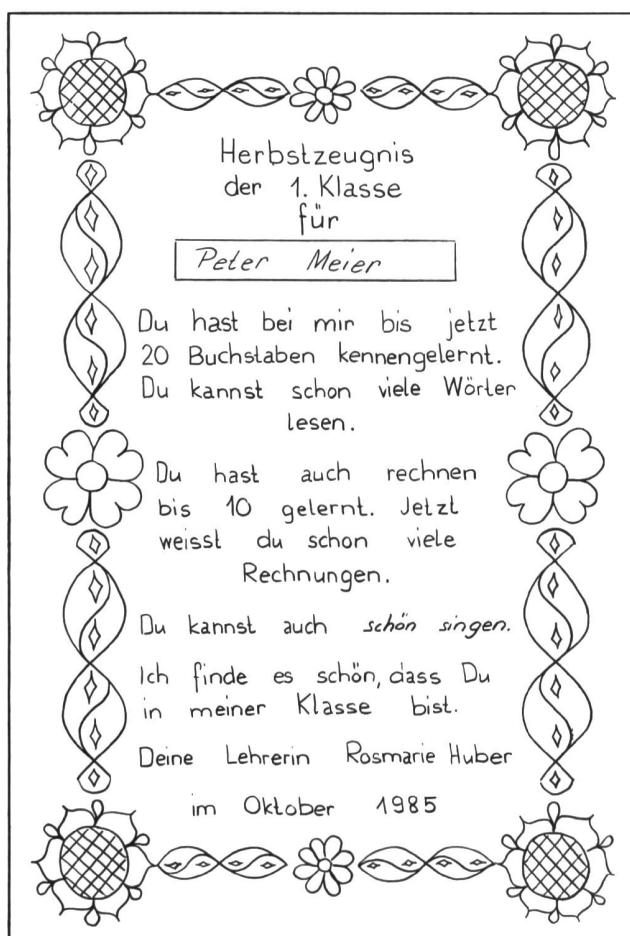 Herbstzeugnis
der 1. Klasse
für
Peter Meier
Du hast bei mir bis jetzt
20 Buchstaben kennengelernt.
Du kannst schon viele Wörter
lesen.
Du hast auch rechnen
bis 10 gelernt. Jetzt
weisst du schon viele
Rechnungen.
Du kannst auch schön singen.
Ich finde es schön, dass Du
in meiner Klasse bist.
Deine Lehrerin Rosmarie Huber
im Oktober 1985